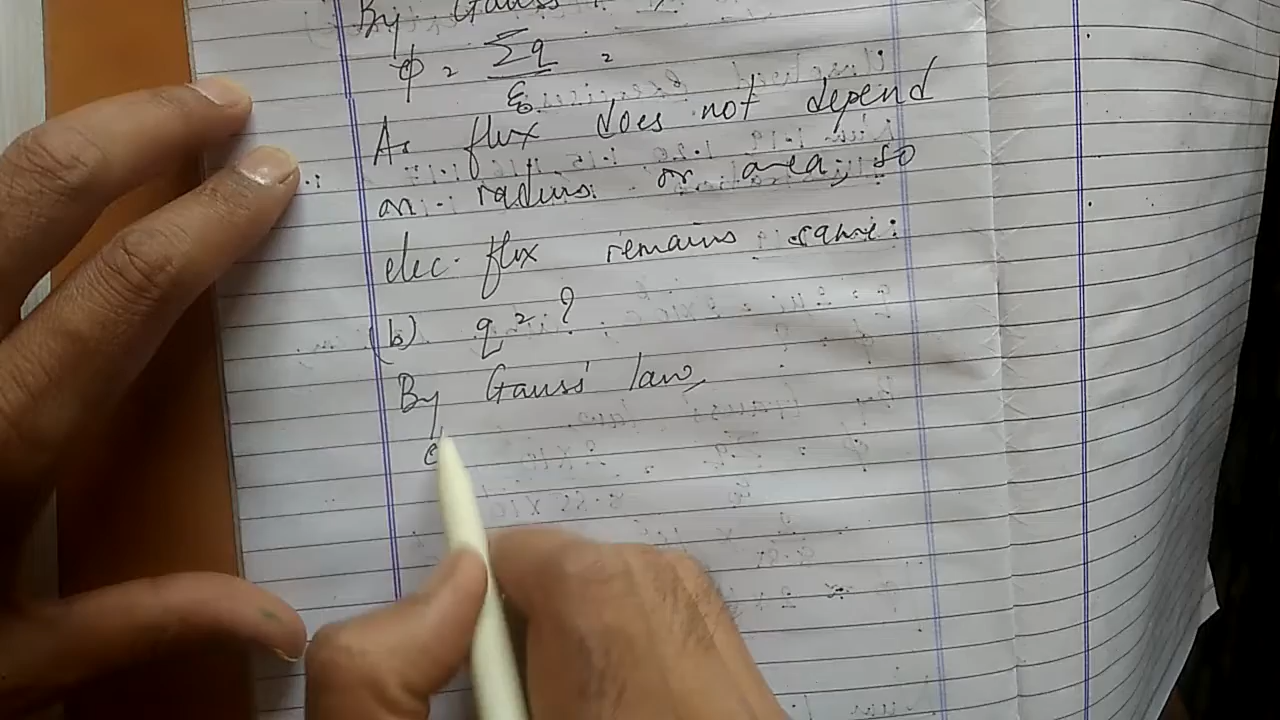 By Gauss
ϕ = Σq =
ε₀
As flux does not depend
on radius or area, so
elec. flux remains same.
(b) q = ?
By Gauss' law,